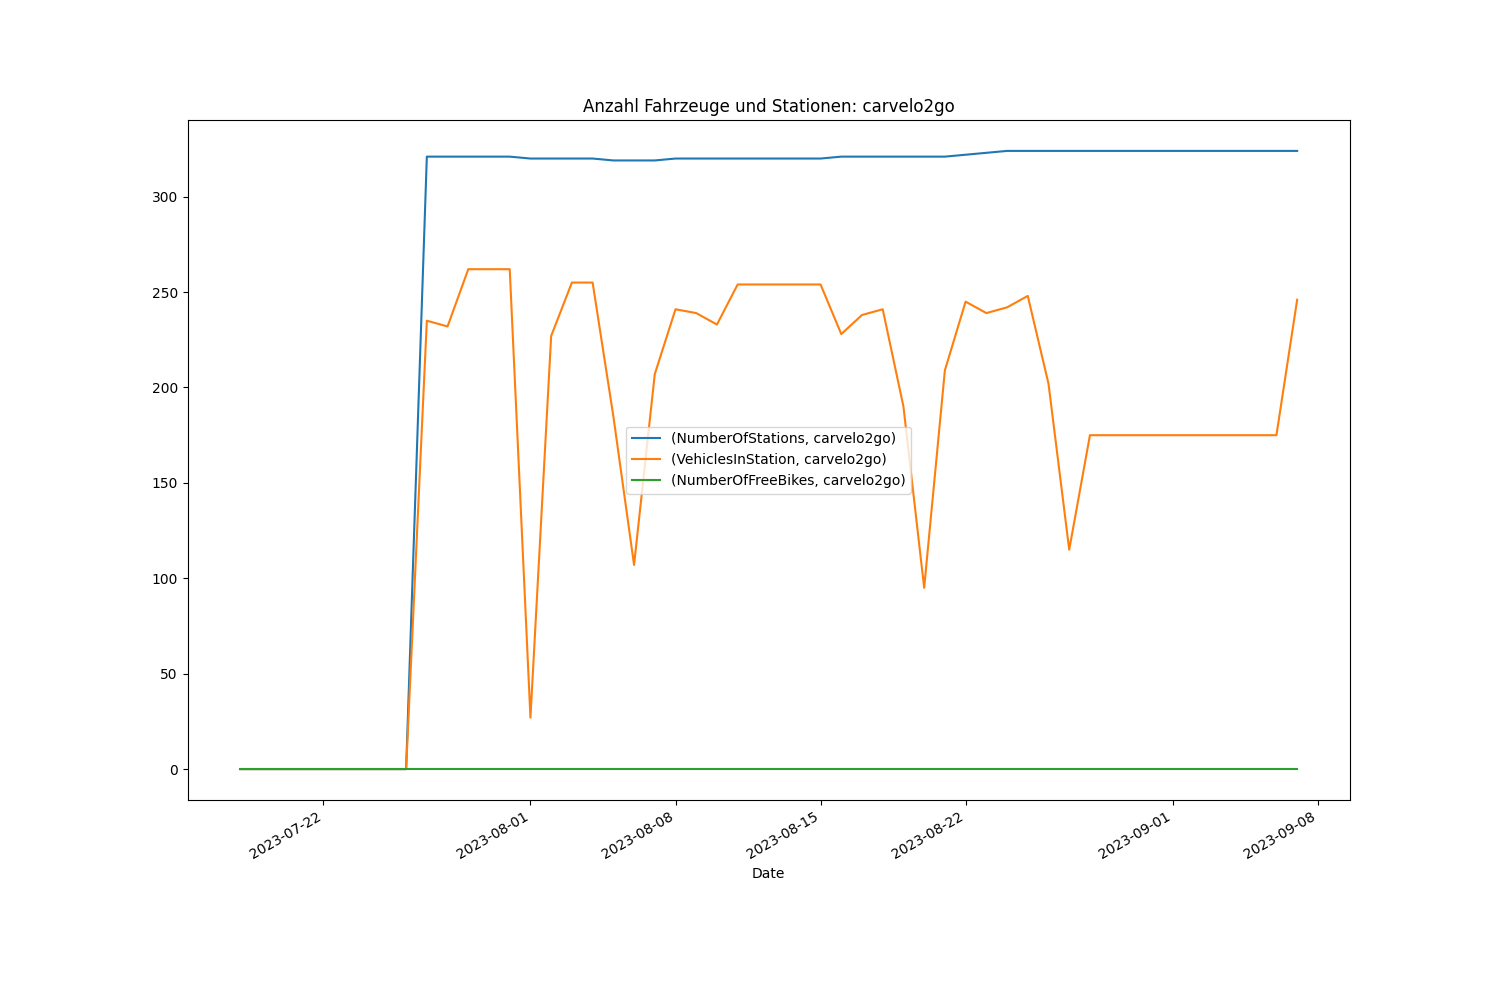 Anzahl Fahrzeuge und Stationen: carvelo2go
300
250
200
150
100
50
0
(NumberOfStations, carvelo2go)
(VehiclesInStation, carvelo2go)
(NumberOfFreeBikes, carvelo2go)
2023-07-22
2023-08-01
2023-08-08
2023-08-15
2023-08-22
2023-09-01
2023-09-08
Date